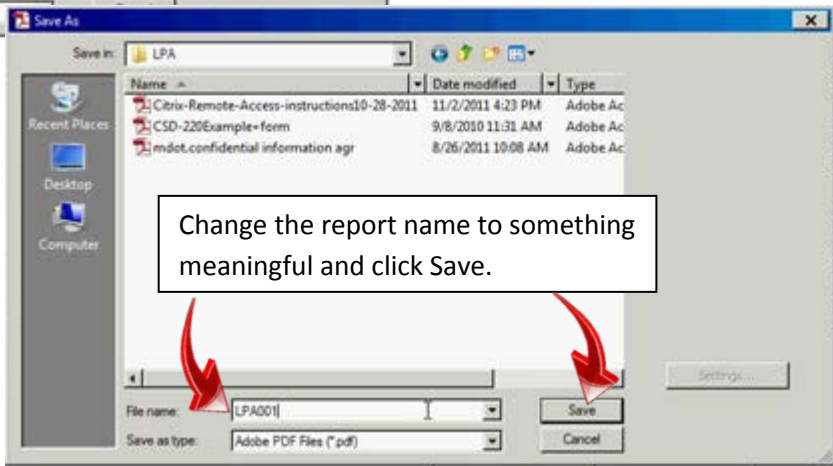 Save As
Save in: LPA
Name Date modified Type
Citrix-Remote-Access-instructions10-28-2011 11/2/2011 4:23 PM Adobe Ac
CSD-220Example+form 9/8/2010 11:31 AM Adobe Ac
mdot.confidential information agr 8/26/2011 10:08 AM Adobe Ac
Recent Places
Desktop
Computer
Change the report name to something
meaningful and click Save.
Settings...
File name: LPA001 Save
Save as type: Adobe PDF Files (*.pdf) Cancel